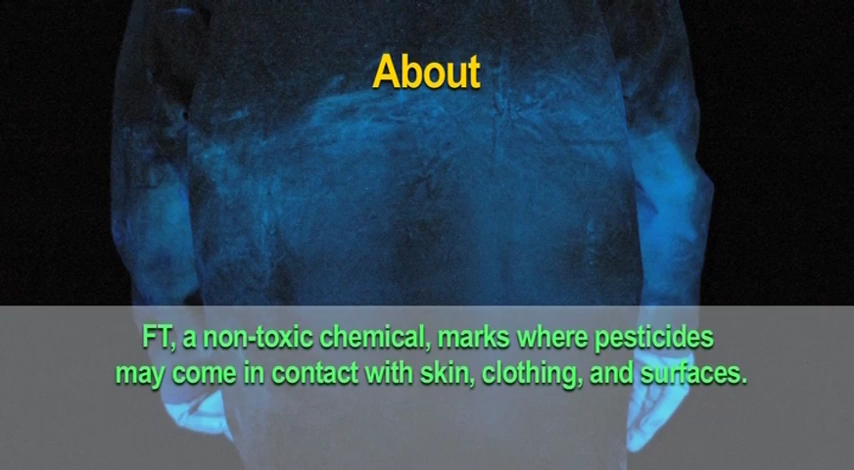 About
FT, a non-toxic chemical, marks where pesticides
may come in contact with skin, clothing, and surfaces.